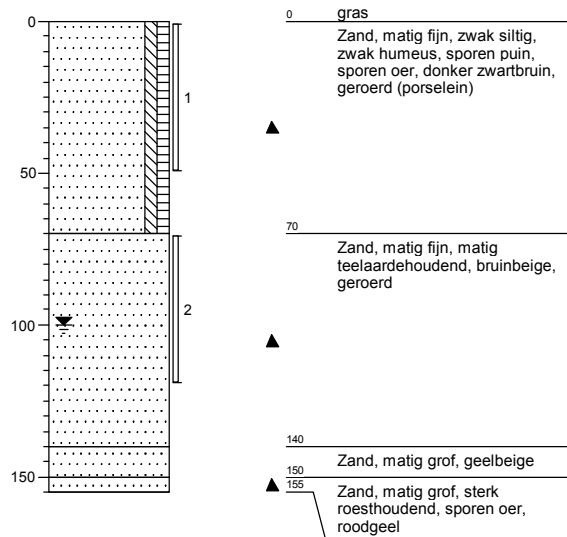 0
50
100
150
1
2
0
gras
Zand, matig fijn, zwak siltig,
zwak humeus, sporen puin,
sporen oer, donker zwartbruin,
geroerd (porselein)
70
Zand, matig fijn, matig
teelaardehoudend, bruinbeige,
geroerd
140
Zand, matig grof, geelbeige
150
155
Zand, matig grof, sterk
roesthoudend, sporen oer,
roodgeel